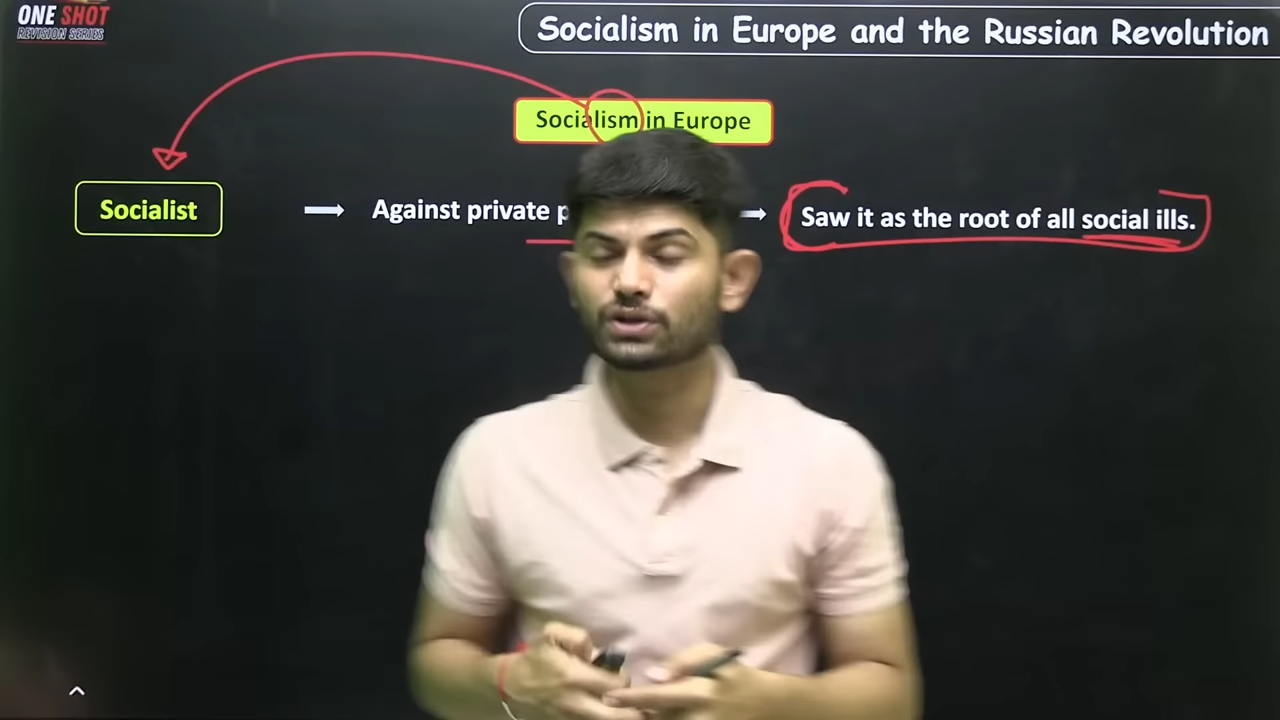 ONE SHOT
REVISION SERIES
Socialism in Europe and the Russian Revolution
Socialism in Europe
Socialist
Against private
Saw it as the root of all social ills.